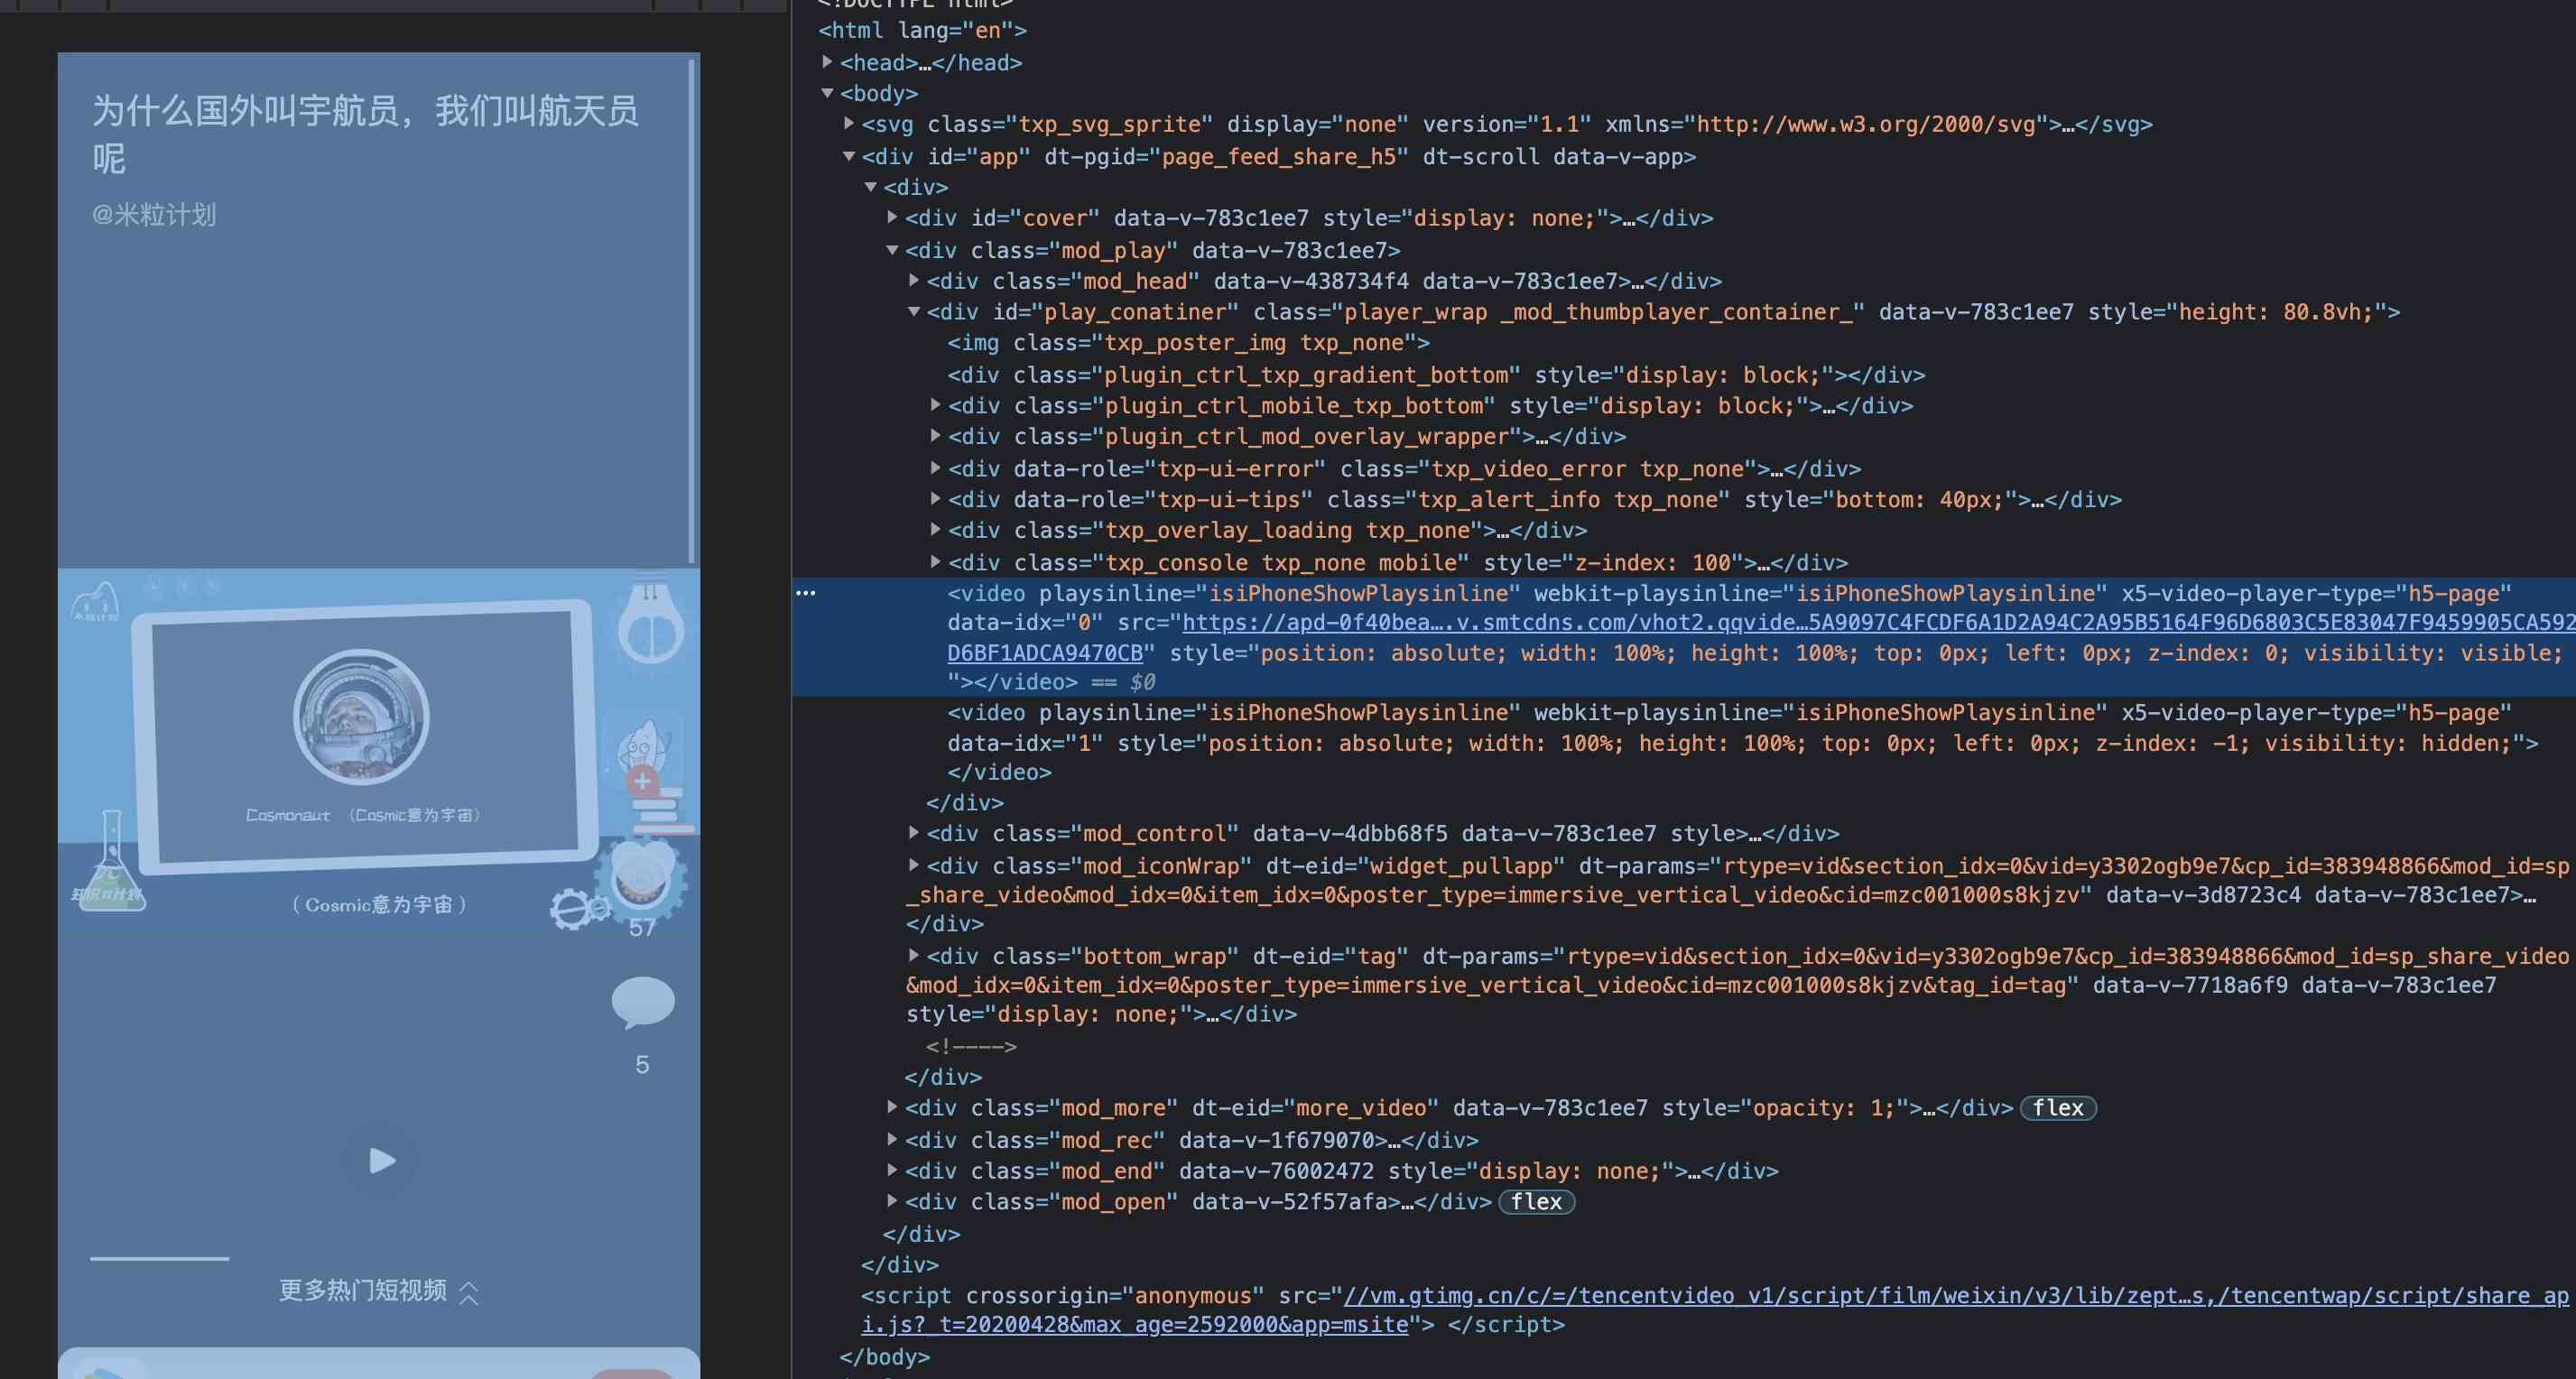 为什么国外叫宇航员，我们叫航天员
呢
@米粒计划
Cosmonaut （Cosmic意为宇宙）
知识π计划
（Cosmic意为宇宙）
57
5
更多热门短视频
<html lang="en">
<head>…</head>
<body>
<svg class="txp_svg_sprite" display="none" version="1.1" xmlns="http://www.w3.org/2000/svg">…</svg>
<div id="app" dt-pgid="page_feed_share_h5" dt-scroll data-v-app>
<div>
<div id="cover" data-v-783c1ee7 style="display: none;">…</div>
<div class="mod_play" data-v-783c1ee7>
<div class="mod_head" data-v-438734f4 data-v-783c1ee7>…</div>
<div id="play_conatiner" class="player_wrap _mod_thumbplayer_container_" data-v-783c1ee7 style="height: 80.8vh;">
<img class="txp_poster_img txp_none">
<div class="plugin_ctrl_txp_gradient_bottom" style="display: block;"></div>
<div class="plugin_ctrl_mobile_txp_bottom" style="display: block;">…</div>
<div class="plugin_ctrl_mod_overlay_wrapper">…</div>
<div data-role="txp-ui-error" class="txp_video_error txp_none">…</div>
<div data-role="txp-ui-tips" class="txp_alert_info txp_none" style="bottom: 40px;">…</div>
<div class="txp_overlay_loading txp_none">…</div>
<div class="txp_console txp_none mobile" style="z-index: 100">…</div>
<video playsinline="isiPhoneShowPlaysinline" webkit-playsinline="isiPhoneShowPlaysinline" x5-video-player-type="h5-page"
data-idx="0" src="https://apd-0f40bea….v.smtcdns.com/vhot2.qqvide…5A9097C4FCDF6A1D2A94C2A95B5164F96D6803C5E83047F9459905CA592
D6BF1ADCA9470CB" style="position: absolute; width: 100%; height: 100%; top: 0px; left: 0px; z-index: 0; visibility: visible;
"></video> == $0
<video playsinline="isiPhoneShowPlaysinline" webkit-playsinline="isiPhoneShowPlaysinline" x5-video-player-type="h5-page"
data-idx="1" style="position: absolute; width: 100%; height: 100%; top: 0px; left: 0px; z-index: -1; visibility: hidden;">
</video>
</div>
<div class="mod_control" data-v-4dbb68f5 data-v-783c1ee7 style>…</div>
<div class="mod_iconWrap" dt-eid="widget_pullapp" dt-params="rtype=vid&section_idx=0&vid=y3302ogb9e7&cp_id=383948866&mod_id=sp
_share_video&mod_idx=0&item_idx=0&poster_type=immersive_vertical_video&cid=mzc001000s8kjzv" data-v-3d8723c4 data-v-783c1ee7>…
</div>
<div class="bottom_wrap" dt-eid="tag" dt-params="rtype=vid&section_idx=0&vid=y3302ogb9e7&cp_id=383948866&mod_id=sp_share_video
&mod_idx=0&item_idx=0&poster_type=immersive_vertical_video&cid=mzc001000s8kjzv&tag_id=tag" data-v-7718a6f9 data-v-783c1ee7
style="display: none;">…</div>
<!---->
</div>
<div class="mod_more" dt-eid="more_video" data-v-783c1ee7 style="opacity: 1;">…</div> flex
<div class="mod_rec" data-v-1f679070>…</div>
<div class="mod_end" data-v-76002472 style="display: none;">…</div>
<div class="mod_open" data-v-52f57afa>…</div> flex
</div>
</div>
<script crossorigin="anonymous" src="//vm.gtimg.cn/c/=/tencentvideo_v1/script/film/weixin/v3/lib/zept…s,/tencentwap/script/share_ap
i.js?_t=20200428&max_age=2592000&app=msite"> </script>
</body>